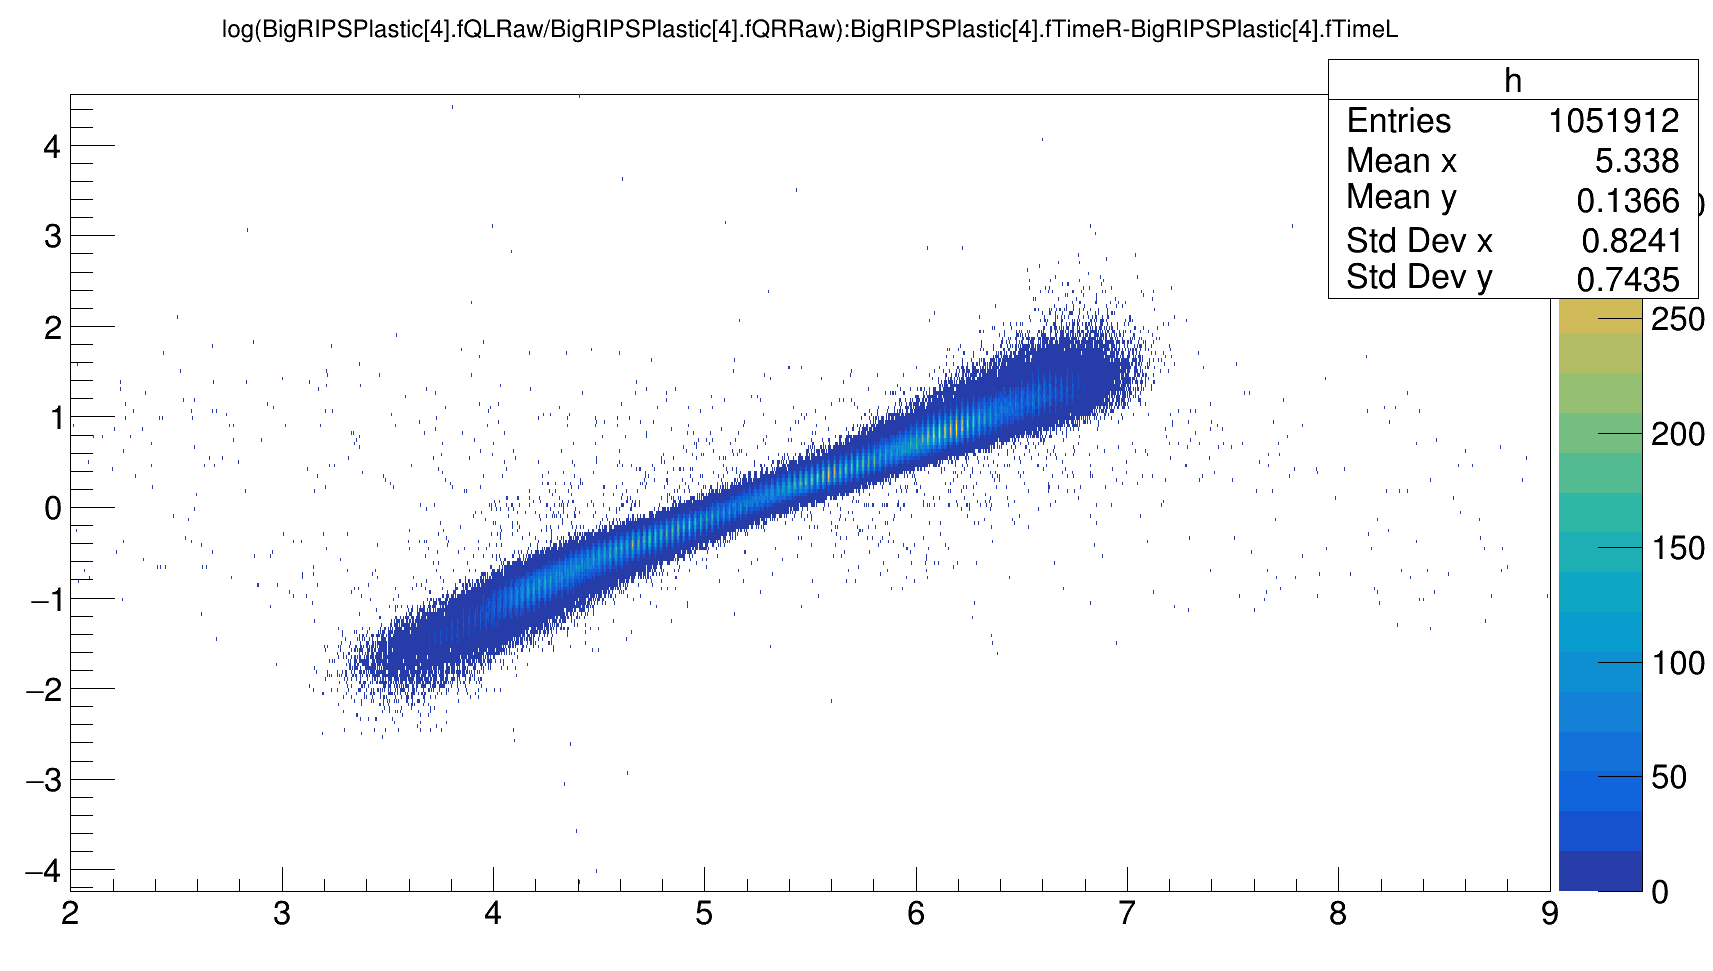 log(BigRIPSPlastic[4].fQLRaw/BigRIPSPlastic[4].fQRRaw):BigRIPSPlastic[4].fTimeR-BigRIPSPlastic[4].fTimeL
h
Entries 1051912
Mean x 5.338
Mean y 0.1366
Std Dev x 0.8241
Std Dev y 0.7435
4
3
2
1
0
−1
−2
−3
−4
2 3 4 5 6 7 8 9
250
200
150
100
50
0